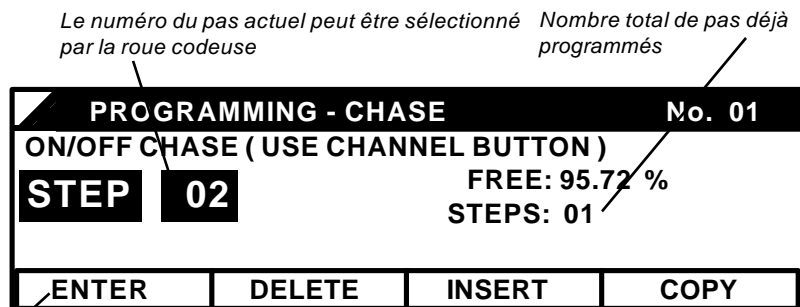 Le numéro du pas actuel peut être sélectionné
par la roue codeuse
Nombre total de pas déjà
programmés
PROGRAMMING - CHASE No. 01
ON/OFF CHASE ( USE CHANNEL BUTTON )
STEP 02
FREE: 95.72 %
STEPS: 01
ENTER DELETE INSERT COPY